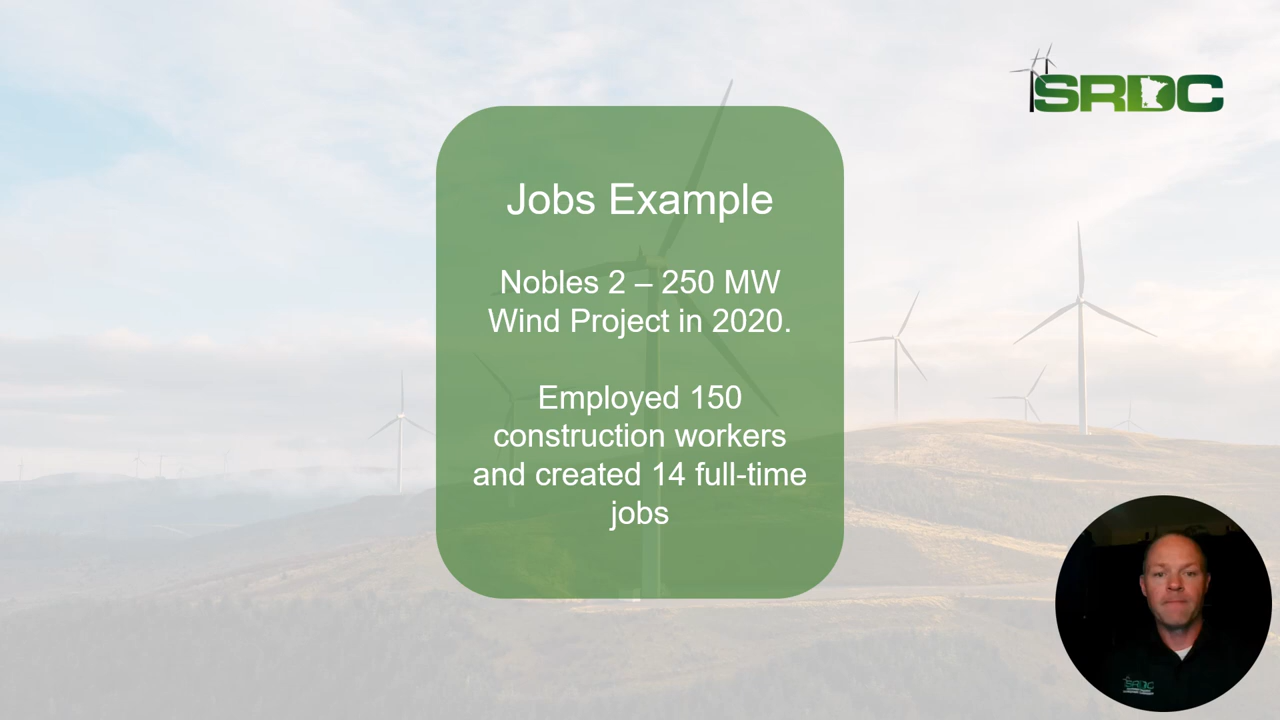 SRDC
Jobs Example
Nobles 2 – 250 MW
Wind Project in 2020.
Employed 150
construction workers
and created 14 full-time
jobs
SRDC